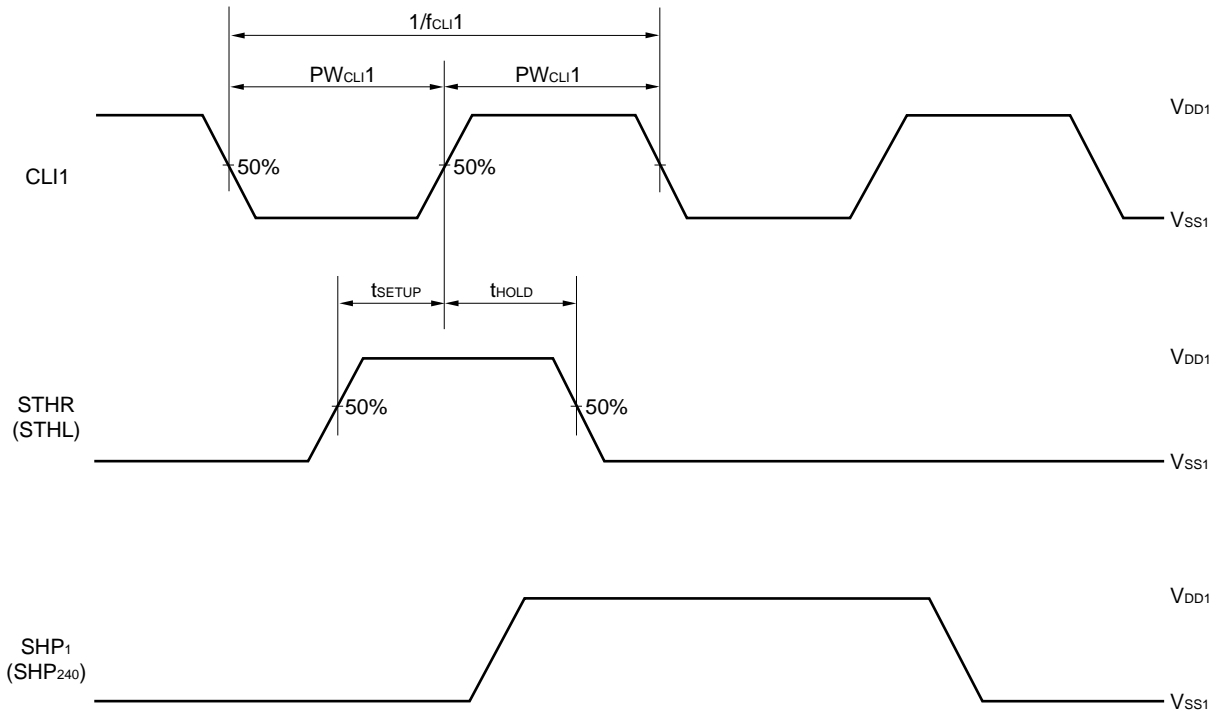 1/fCLI1
PWCLI1 PWCLI1
VDD1
CLI1
50% 50%
VSS1
tSETUP tHOLD
VDD1
STHR
(STHL)
50% 50%
VSS1
VDD1
SHP1
(SHP240)
VSS1